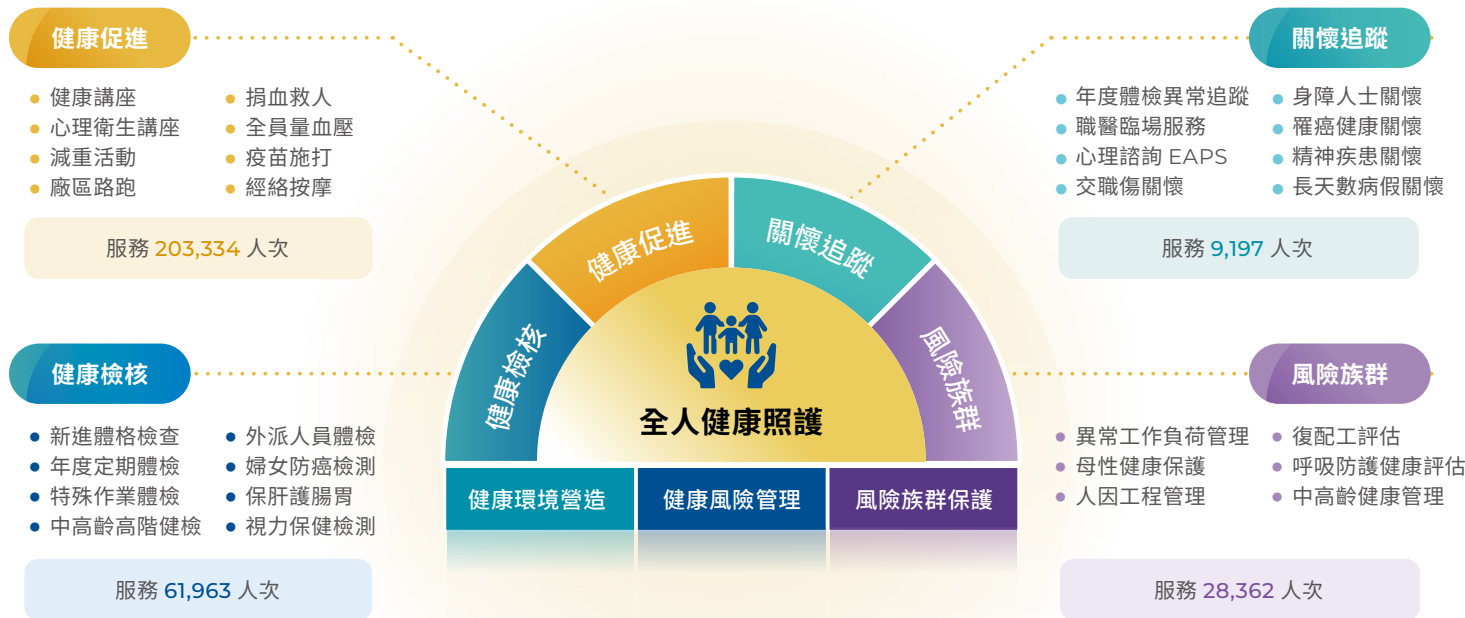 健康促進
健康講座
心理衛生講座
減重活動
廠區路跑
捐血救人
全員量血壓
疫苗施打
經絡按摩
服務 203,334 人次
關懷追蹤
年度體檢異常追蹤
職醫臨場服務
心理諮詢 EAPS
交職傷關懷
身障人士關懷
罹癌健康關懷
精神疾患關懷
長天數病假關懷
服務 9,197 人次
健康檢核
健康促進
關懷追蹤
風險族群
全人健康照護
健康環境營造
健康風險管理
風險族群保護
健康檢核
新進體格檢查
年度定期體檢
特殊作業體檢
中高齡高階健檢
外派人員體檢
婦女防癌檢測
保肝護腸胃
視力保健檢測
服務 61,963 人次
風險族群
異常工作負荷管理
母性健康保護
人因工程管理
復配工評估
呼吸防護健康評估
中高齡健康管理
服務 28,362 人次